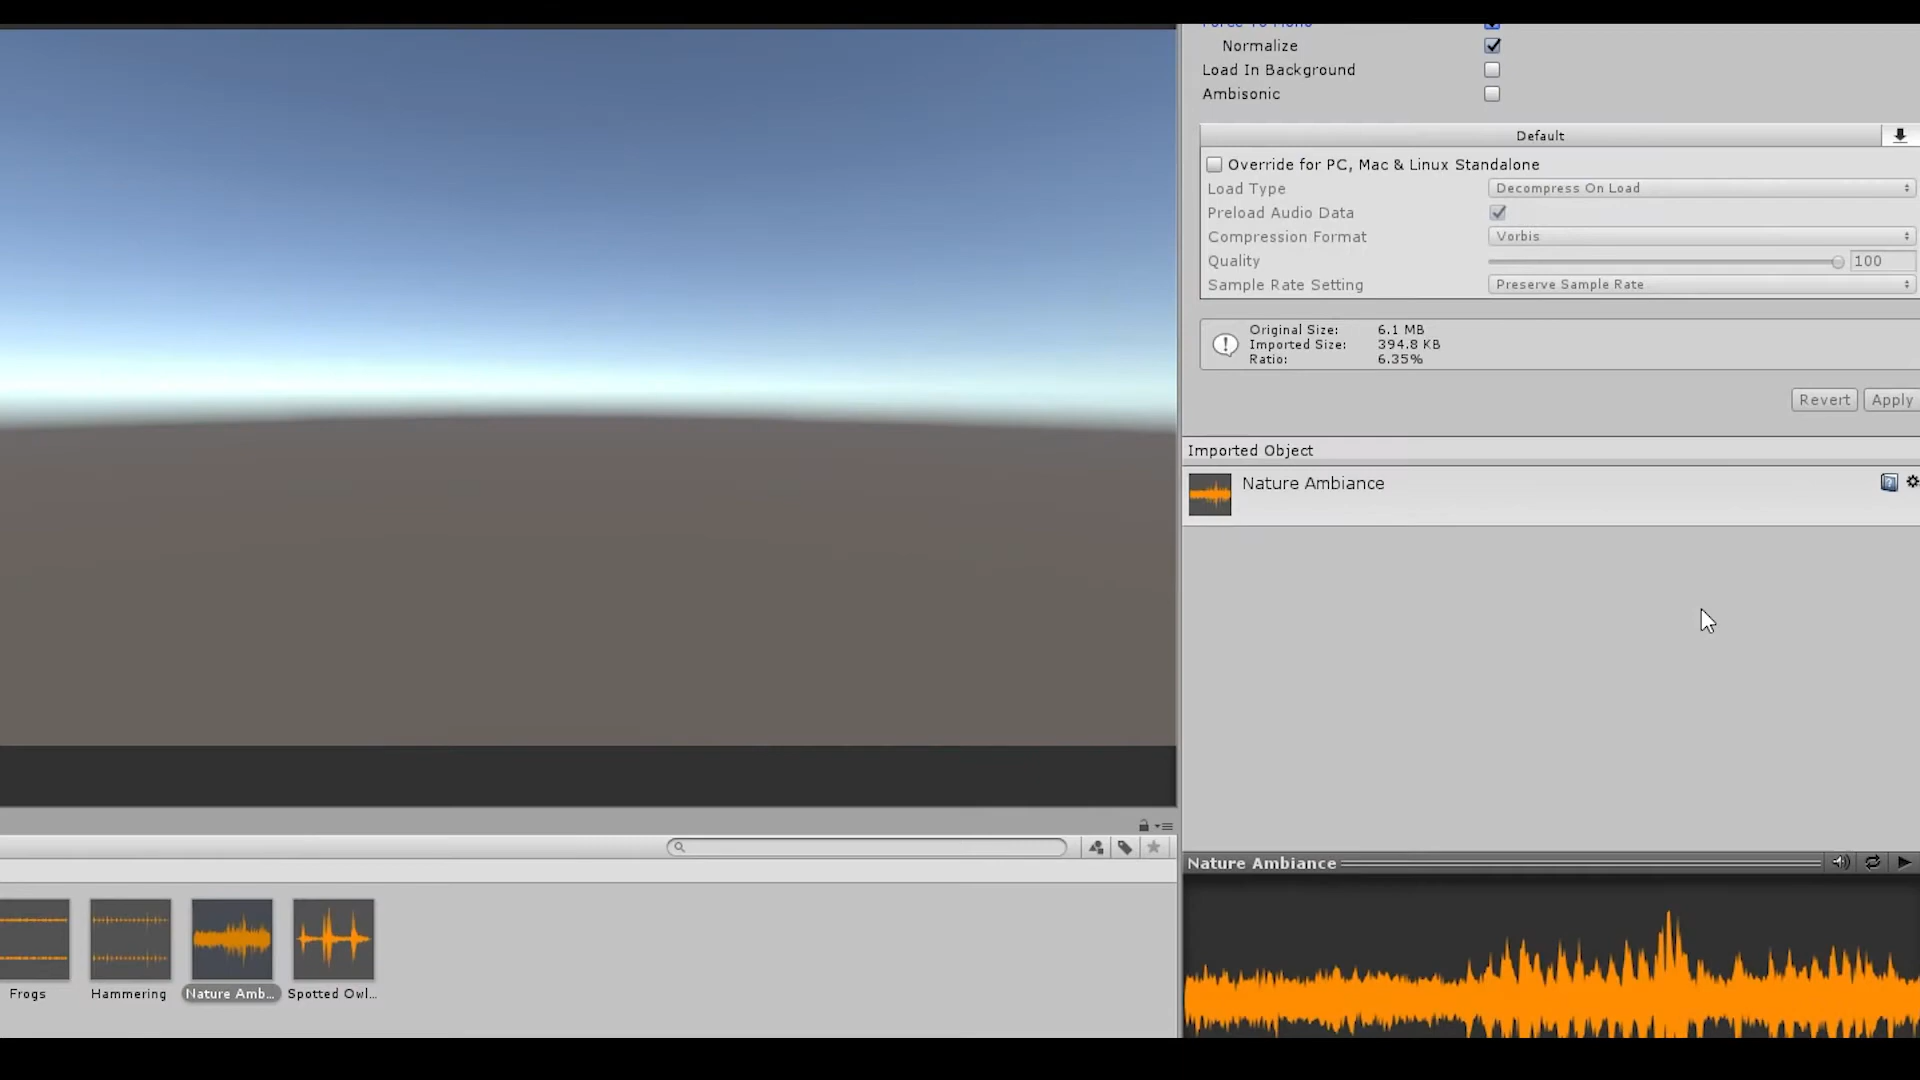 Force To Mono
Normalize
Load In Background
Ambisonic
Default
Override for PC, Mac & Linux Standalone
Load Type Decompress On Load
Preload Audio Data
Compression Format Vorbis
Quality 100
Sample Rate Setting Preserve Sample Rate
Original Size: 6.1 MB
Imported Size: 394.8 KB
Ratio: 6.35%
Revert Apply
Imported Object
Nature Ambiance
Nature Ambiance
Frogs Hammering Nature Amb... Spotted Owl...